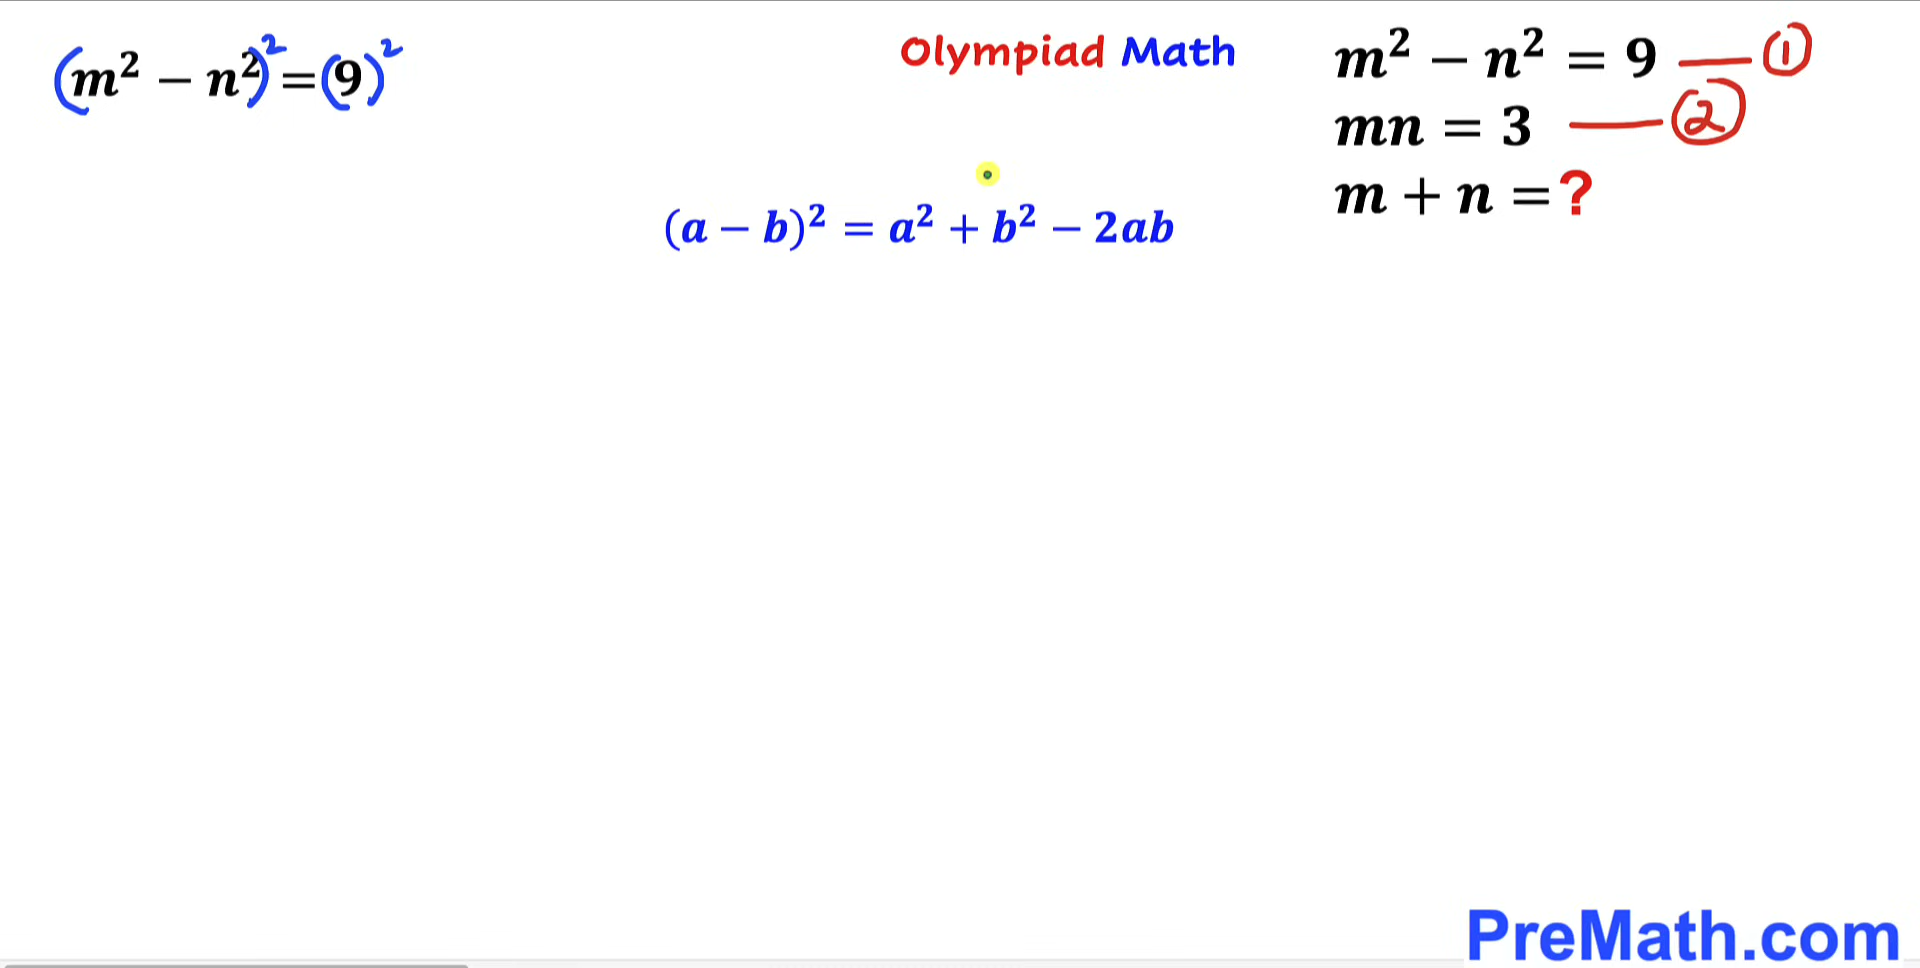 (m² − n²)² = (9)²
Olympiad Math
m² − n² = 9 — ①
mn = 3 — ②
m + n = ?
(a − b)² = a² + b² − 2ab
PreMath.com